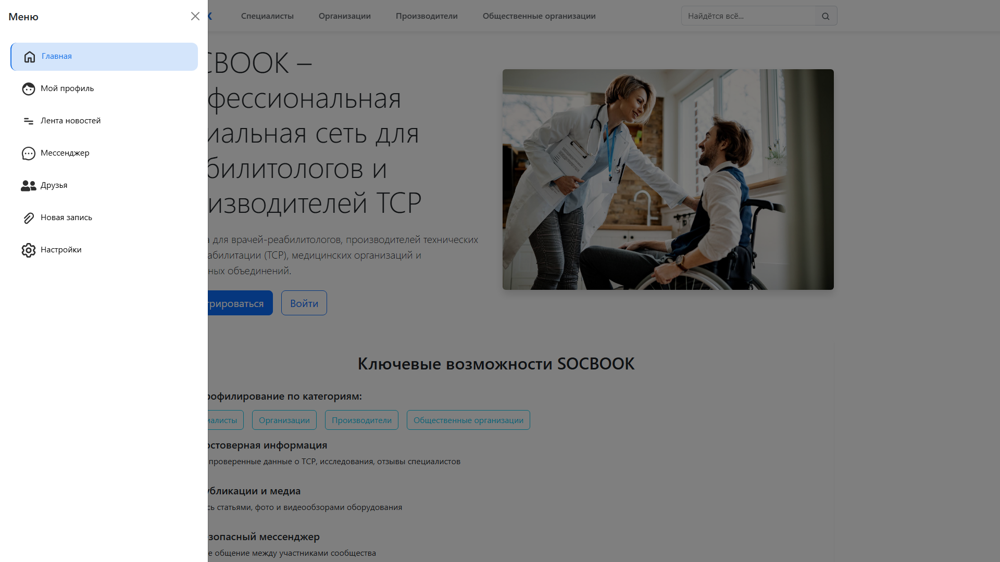 Меню
Главная
Мой профиль
Лента новостей
Мессенджер
Друзья
Новая запись
Настройки
Специалисты
Организации
Производители
Общественные организации
Найдётся всё...
СВООК –
фессиональная
иальная сеть для
билитологов и
изводителей ТСР
для врачей-реабилитологов, производителей технических
абилитации (ТСР), медицинских организаций и
ных объединений.
трироваться
Войти
Ключевые возможности SOCBOOK
рофилирование по категориям:
иалисты
Организации
Производители
Общественные организации
остоверная информация
проверенные данные о ТСР, исследования, отзывы специалистов
убликации и медиа
сь статьями, фото и видеообзорами оборудования
зопасный мессенджер
е общение между участниками сообщества